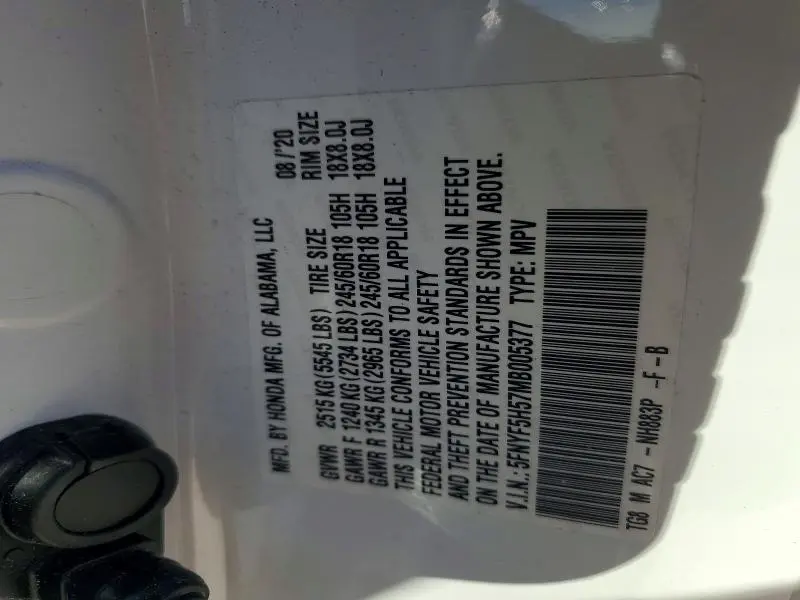 MFD. BY HONDA MFG. OF ALABAMA, LLC 08/'20
GVWR 2515 KG (5545 LBS) TIRE SIZE RIM SIZE
GAWR F 1240 KG (2734 LBS) 245/60R18 105H 18X8.0J
GAWR R 1345 KG (2965 LBS) 245/60R18 105H 18X8.0J
THIS VEHICLE CONFORMS TO ALL APPLICABLE
FEDERAL MOTOR VEHICLE SAFETY
AND THEFT PREVENTION STANDARDS IN EFFECT
ON THE DATE OF MANUFACTURE SHOWN ABOVE.
V.I.N.: 5FNYF5H57MB005377 TYPE: MPV
TG8 M AC7 -NH883P -F-B